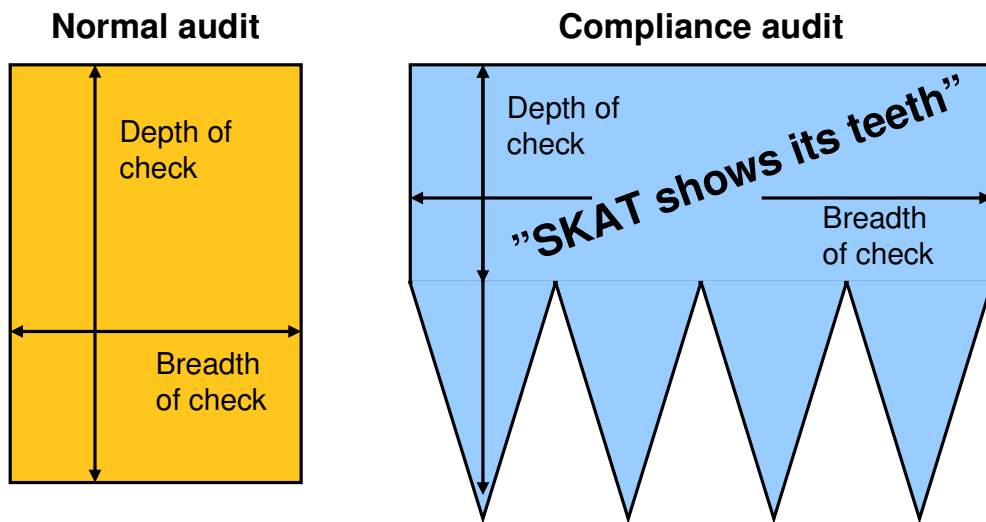 Normal audit
Depth of
check
Breadth
of check
Compliance audit
Depth of
check
”SKAT shows its teeth”
Breadth
of check